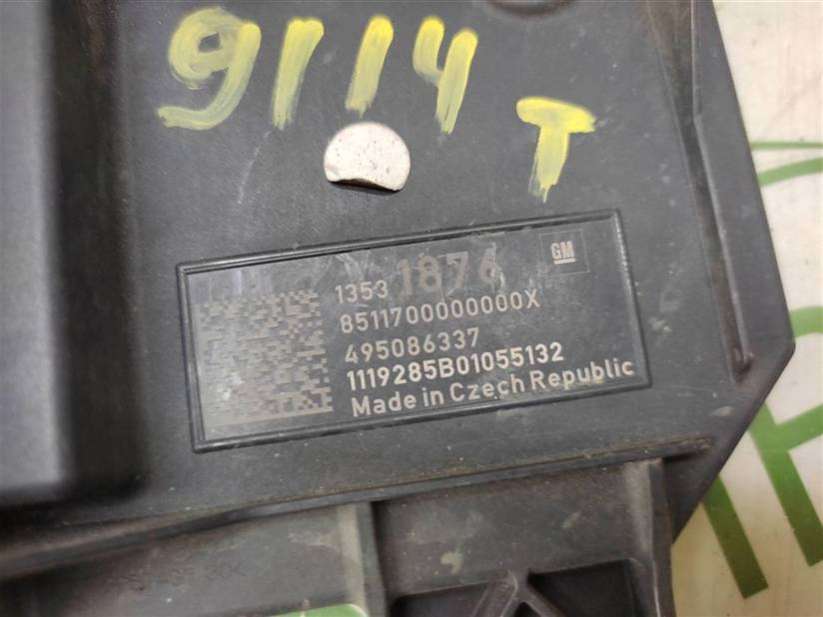 9114
T
1353 1876
GM
8511700000000X
495086337
1119285B01055132
Made in Czech Republic